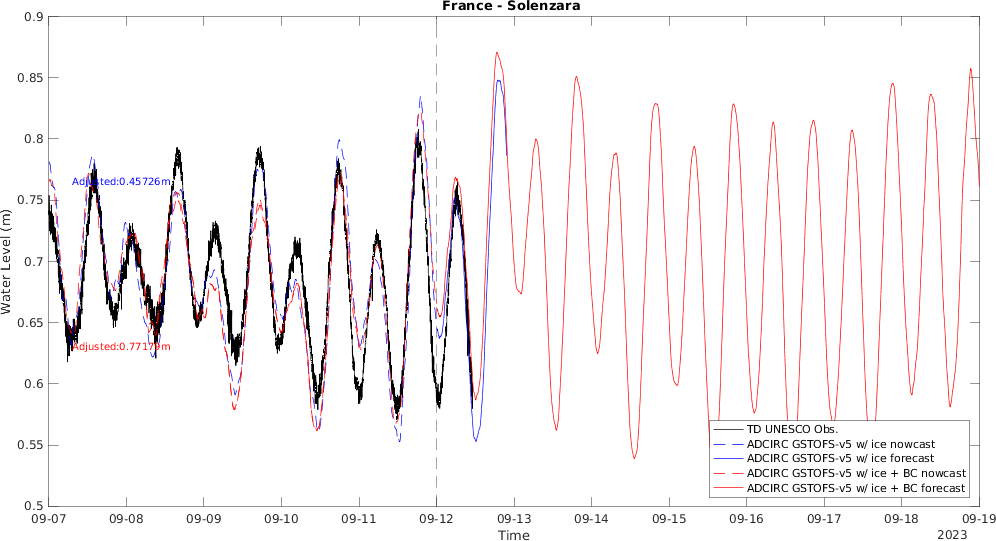 France - Solenzara
0.9
0.85
0.8
0.75
0.7
0.65
0.6
0.55
0.5
Water Level (m)
Adjusted:0.45726m
Adjusted:0.77179m
TD UNESCO Obs.
ADCIRC GSTOFS-v5 w/ ice nowcast
ADCIRC GSTOFS-v5 w/ ice forecast
ADCIRC GSTOFS-v5 w/ ice + BC nowcast
ADCIRC GSTOFS-v5 w/ ice + BC forecast
09-07 09-08 09-09 09-10 09-11 09-12 09-13 09-14 09-15 09-16 09-17 09-18 09-19
Time
2023